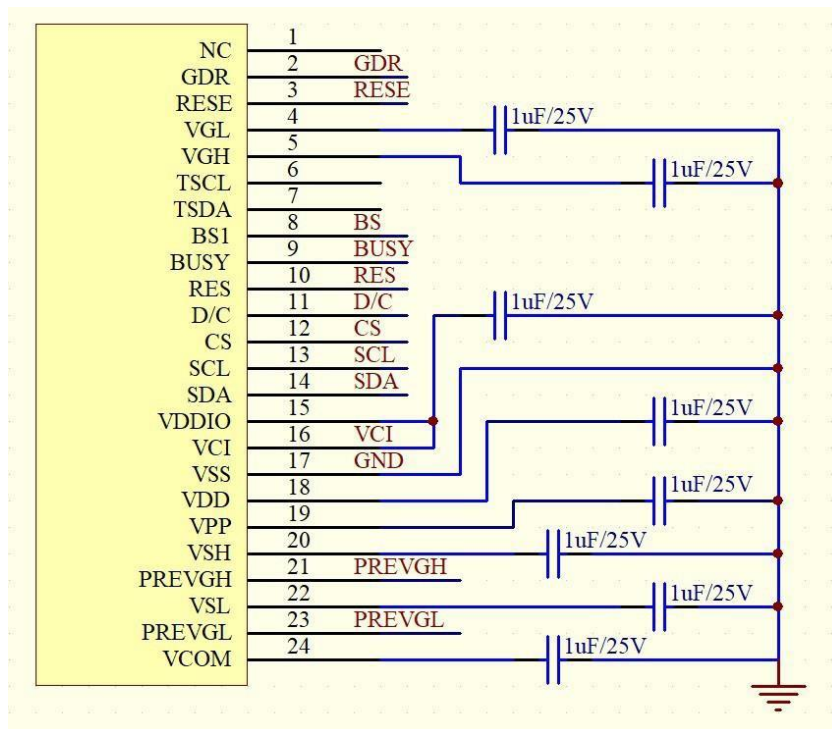 NC 1
GDR 2 GDR
RESE 3 RESE
VGL 4 1uF/25V
VGH 5 1uF/25V
TSCL 6
TSDA 7
BS1 8 BS
BUSY 9 BUSY
RES 10 RES
D/C 11 D/C 1uF/25V
CS 12 CS
SCL 13 SCL
SDA 14 SDA
VDDIO 15 1uF/25V
VCI 16 VCI
VSS 17 GND
VDD 18 1uF/25V
VPP 19
VSH 20 1uF/25V
PREVGH 21 PREVGH
VSL 22 1uF/25V
PREVGL 23 PREVGL
VCOM 24 1uF/25V